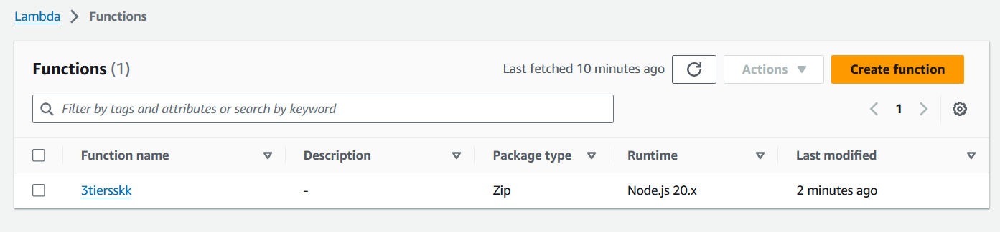 Lambda > Functions
Functions (1) Last fetched 10 minutes ago Actions Create function
Filter by tags and attributes or search by keyword 1
Function name Description Package type Runtime Last modified
3tiersskk - Zip Node.js 20.x 2 minutes ago